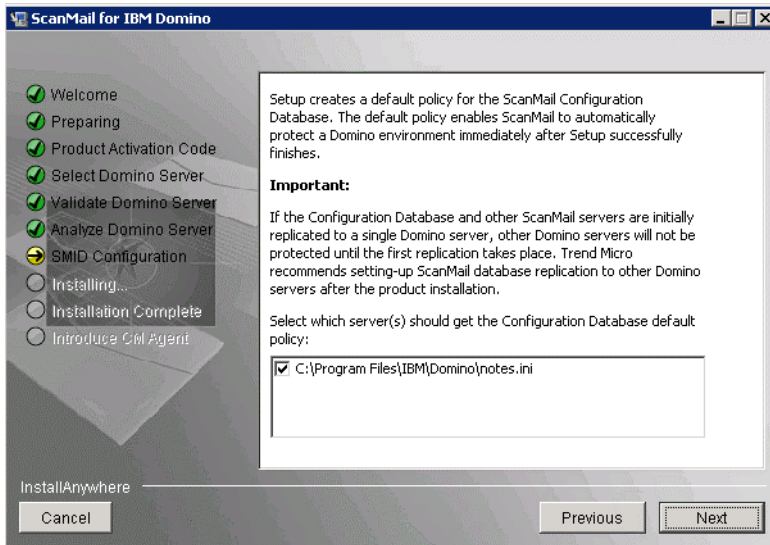 ScanMail for IBM Domino
Welcome
Preparing
Product Activation Code
Select Domino Server
Validate Domino Server
Analyze Domino Server
SMID Configuration
Installing...
Installation Complete
Introduce CM Agent
Setup creates a default policy for the ScanMail Configuration
Database. The default policy enables ScanMail to automatically
protect a Domino environment immediately after Setup successfully
finishes.
Important:
If the Configuration Database and other ScanMail servers are initially
replicated to a single Domino server, other Domino servers will not be
protected until the first replication takes place. Trend Micro
recommends setting-up ScanMail database replication to other Domino
servers after the product installation.
Select which server(s) should get the Configuration Database default
policy:
C:\Program Files\IBM\Domino\notes.ini
InstallAnywhere
Cancel
Previous
Next